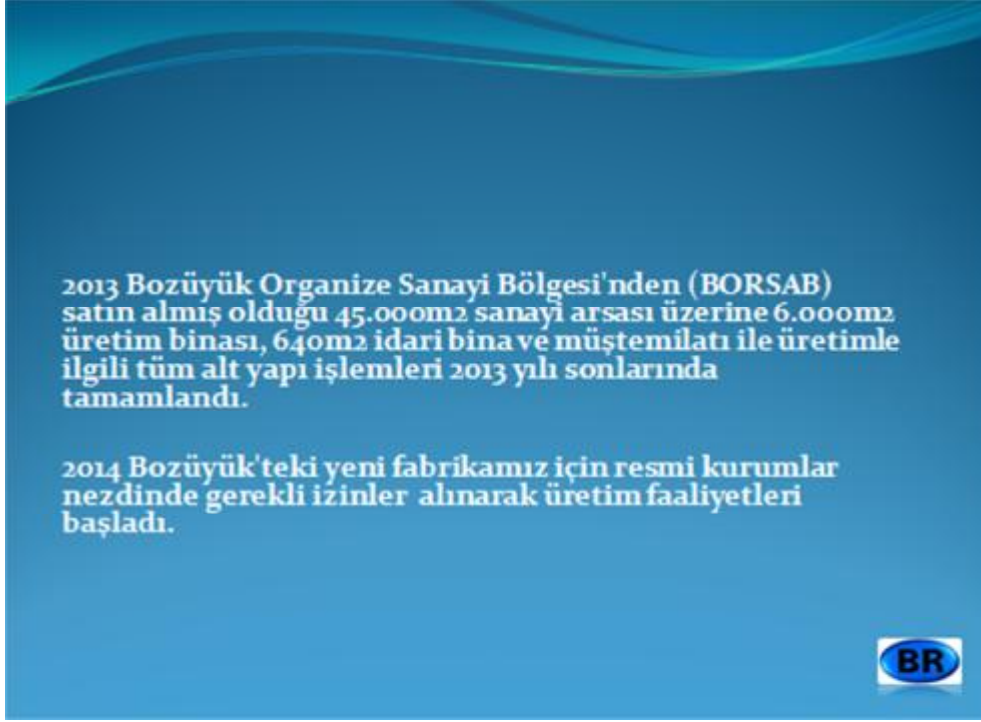 2013 Bozüyük Organize Sanayi Bölgesi'nden (BORSAB)
satın almış olduğu 45.000m2 sanayi arsası üzerine 6.000m2
üretim binası, 640m2 idari bina ve müştemilatı ile üretimle
ilgili tüm alt yapı işlemleri 2013 yılı sonlarında
tamamlandı.
2014 Bozüyük'teki yeni fabrikamız için resmi kurumlar
nezdinde gerekli izinler alınarak üretim faaliyetleri
başladı.
BR